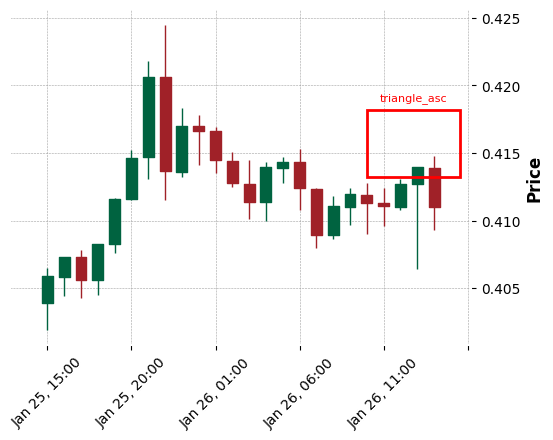 0.425
0.420
triangle_asc
0.415
0.410
0.405
Price
Jan 25, 15:00
Jan 25, 20:00
Jan 26, 01:00
Jan 26, 06:00
Jan 26, 11:00